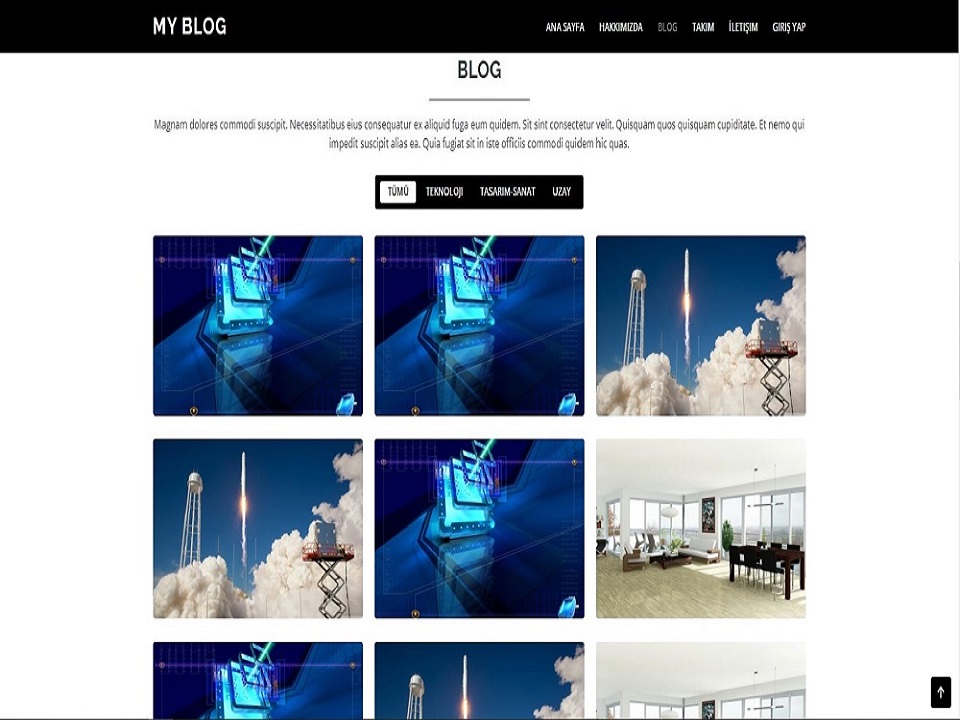 MY BLOG
ANA SAYFA HAKKIMIZDA BLOG TAKIM İLETİŞİM GIRIŞ YAP
BLOG
Magnam dolores commodi suscipit. Necessitatibus eius consequatur ex aliquid fuga eum quidem. Sit sint consectetur velit. Quisquam quos quisquam cupiditate. Et nemo qui
impedit suscipit alias ea. Quia fugiat sit in iste officiis commodi quidem hic quas.
TÜMÜ TEKNOLOJI TASARIM-SANAT UZAY